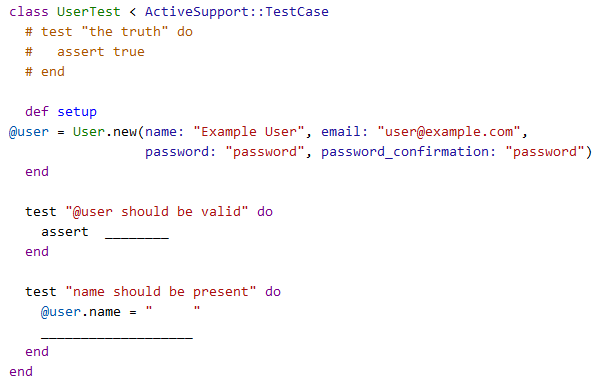 class UserTest < ActiveSupport::TestCase
  # test "the truth" do
  #   assert true
  # end

  def setup
@user = User.new(name: "Example User", email: "user@example.com",
                 password: "password", password_confirmation: "password")
  end

  test "@user should be valid" do
    assert  ________
  end

  test "name should be present" do
    @user.name = "     "
    ___________________
  end
end